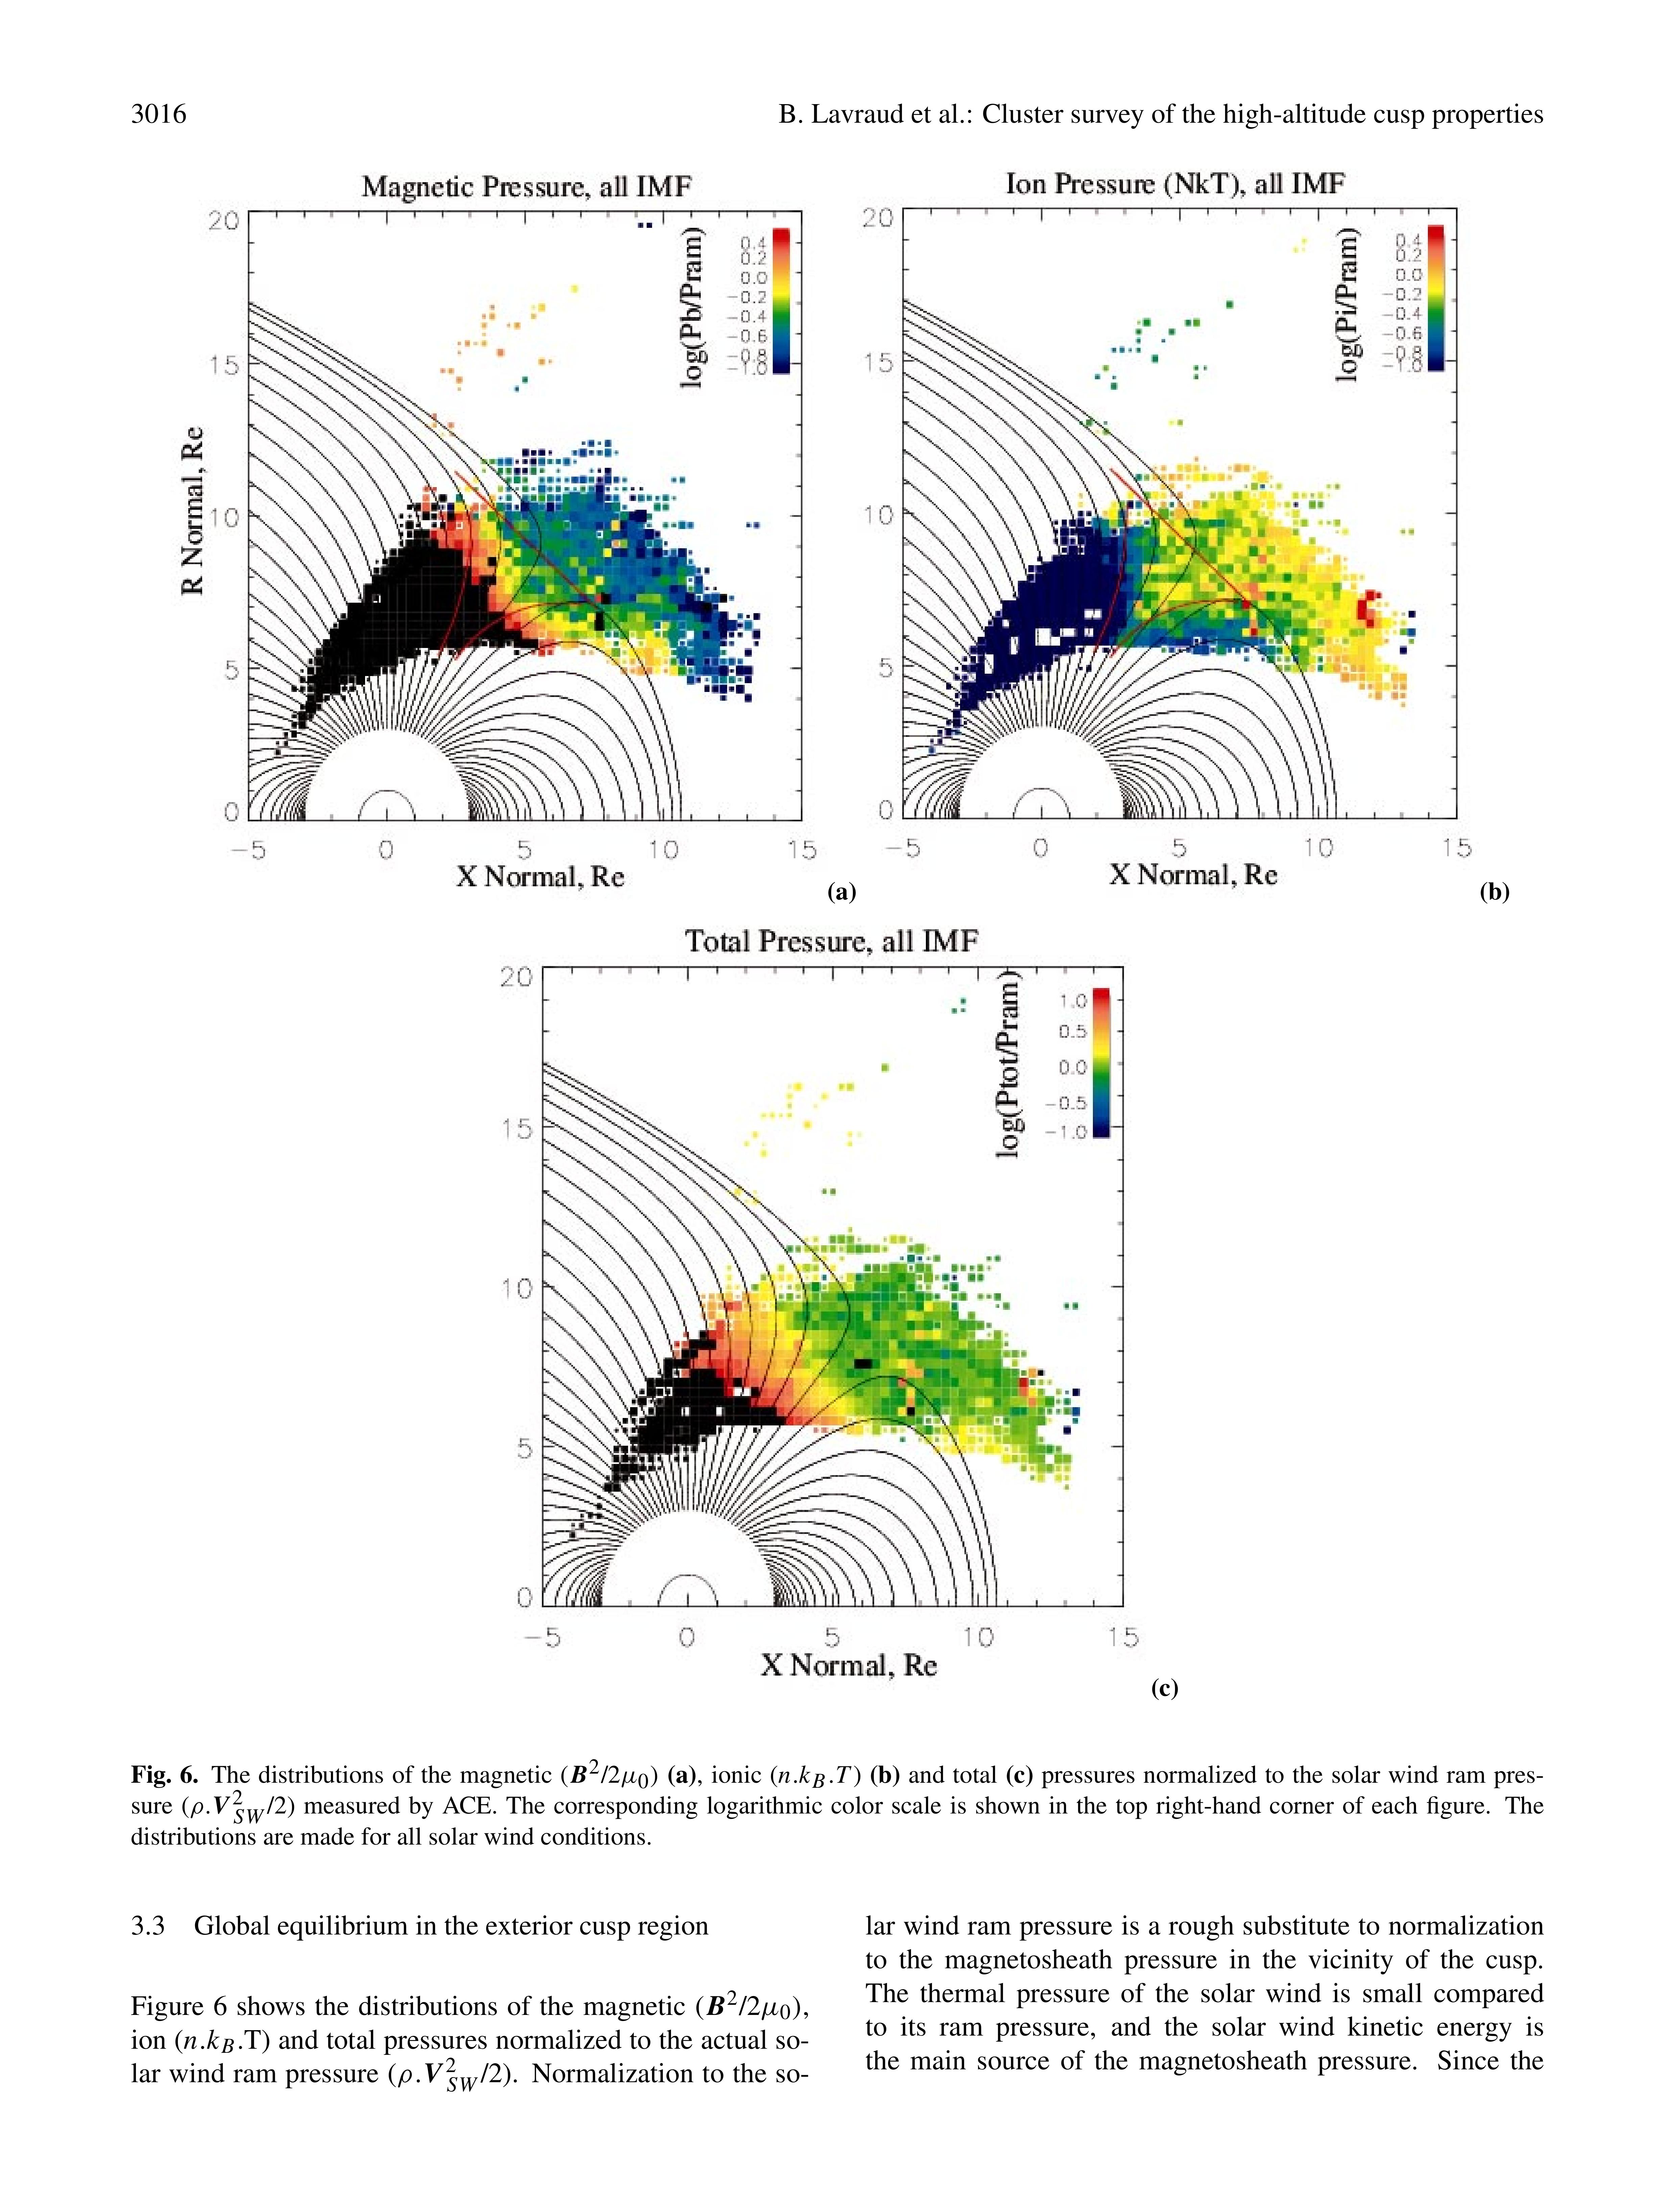 3016
B. Lavraud et al.: Cluster survey of the high-altitude cusp properties
Magnetic Pressure, all IMF
20
15
10
5
0
R Normal, Re
log(Pb/Pram)
0.4
0.2
0.0
−0.2
−0.4
−0.6
−0.8
−1.0
−5
0
5
10
15
X Normal, Re
(a)
Ion Pressure (NkT), all IMF
20
15
10
5
0
log(Pi/Pram)
0.4
0.2
0.0
−0.2
−0.4
−0.6
−0.8
−1.0
−5
0
5
10
15
X Normal, Re
(b)
Total Pressure, all IMF
20
15
10
5
0
log(Ptot/Pram)
1.0
0.5
0.0
−0.5
−1.0
−5
0
5
10
15
X Normal, Re
(c)
Fig. 6. The distributions of the magnetic (B²/2μ₀) (a), ionic (n.k_B.T) (b) and total (c) pressures normalized to the solar wind ram pres-
sure (ρ.V²_SW/2) measured by ACE. The corresponding logarithmic color scale is shown in the top right-hand corner of each figure. The
distributions are made for all solar wind conditions.
3.3 Global equilibrium in the exterior cusp region
Figure 6 shows the distributions of the magnetic (B²/2μ₀),
ion (n.k_B.T) and total pressures normalized to the actual so-
lar wind ram pressure (ρ.V²_SW/2). Normalization to the so-
lar wind ram pressure is a rough substitute to normalization
to the magnetosheath pressure in the vicinity of the cusp.
The thermal pressure of the solar wind is small compared
to its ram pressure, and the solar wind kinetic energy is
the main source of the magnetosheath pressure. Since the